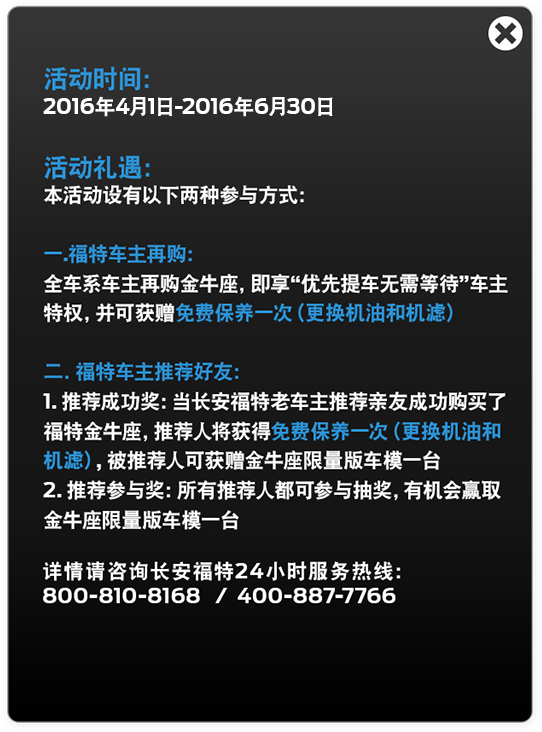 活动时间：
2016年4月1日-2016年6月30日
活动礼遇：
本活动设有以下两种参与方式：
一.福特车主再购：
全车系车主再购金牛座, 即享“优先提车无需等待”车主
特权, 并可获赠免费保养一次（更换机油和机滤）
二. 福特车主推荐好友：
1. 推荐成功奖：当长安福特老车主推荐亲友成功购买了
福特金牛座, 推荐人将获得免费保养一次（更换机油和
机滤）, 被推荐人可获赠金牛座限量版车模一台
2. 推荐参与奖：所有推荐人都可参与抽奖, 有机会赢取
金牛座限量版车模一台
详情请咨询长安福特24小时服务热线：
800-810-8168 / 400-887-7766